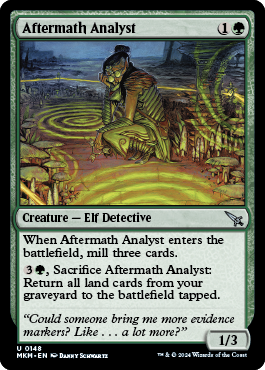 Aftermath Analyst 1
Creature — Elf Detective
When Aftermath Analyst enters the
battlefield, mill three cards.
3, Sacrifice Aftermath Analyst:
Return all land cards from your
graveyard to the battlefield tapped.
“Could someone bring me more evidence
markers? Like . . . a lot more?”
1/3
U 0148
MKM • EN Danny Schwartz
™ & © 2024 Wizards of the Coast